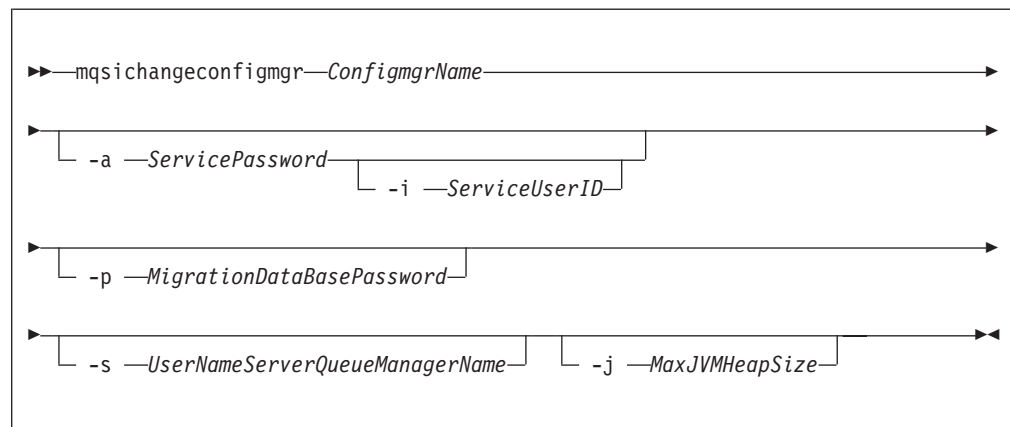 mqsichangeconfigmgr ConfigmgrName
-a ServicePassword
-i ServiceUserID
-p MigrationDataBasePassword
-s UserNameServerQueueManagerName -j MaxJVMHeapSize